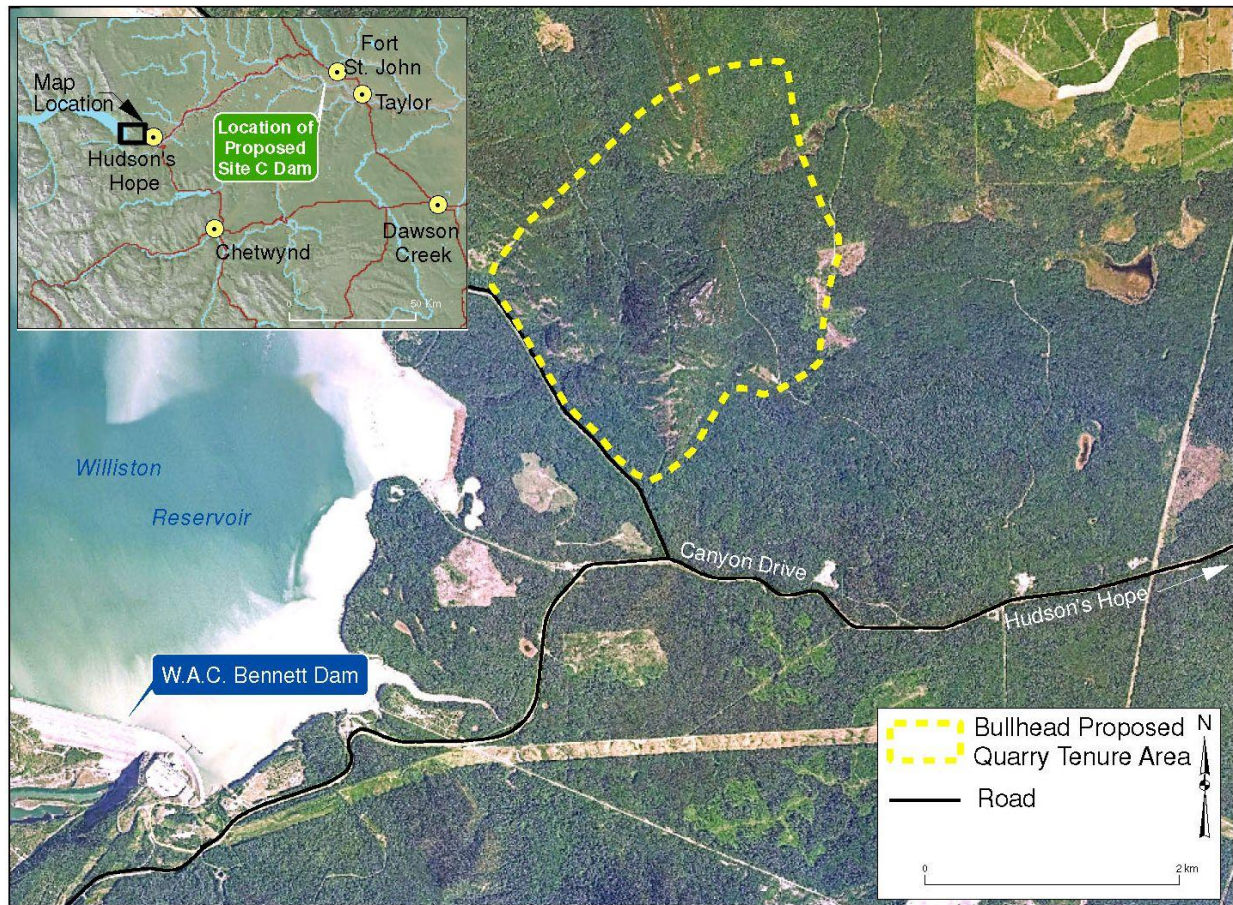 Fort
St. John
Map
Location
Taylor
Location of
Proposed
Site C Dam
Hudson's
Hope
Dawson
Creek
Chetwynd
0 50 Km
Williston
Reservoir
Canyon Drive
Hudson's Hope
W.A.C. Bennett Dam
Bullhead Proposed
Quarry Tenure Area
N
Road
0 2 km